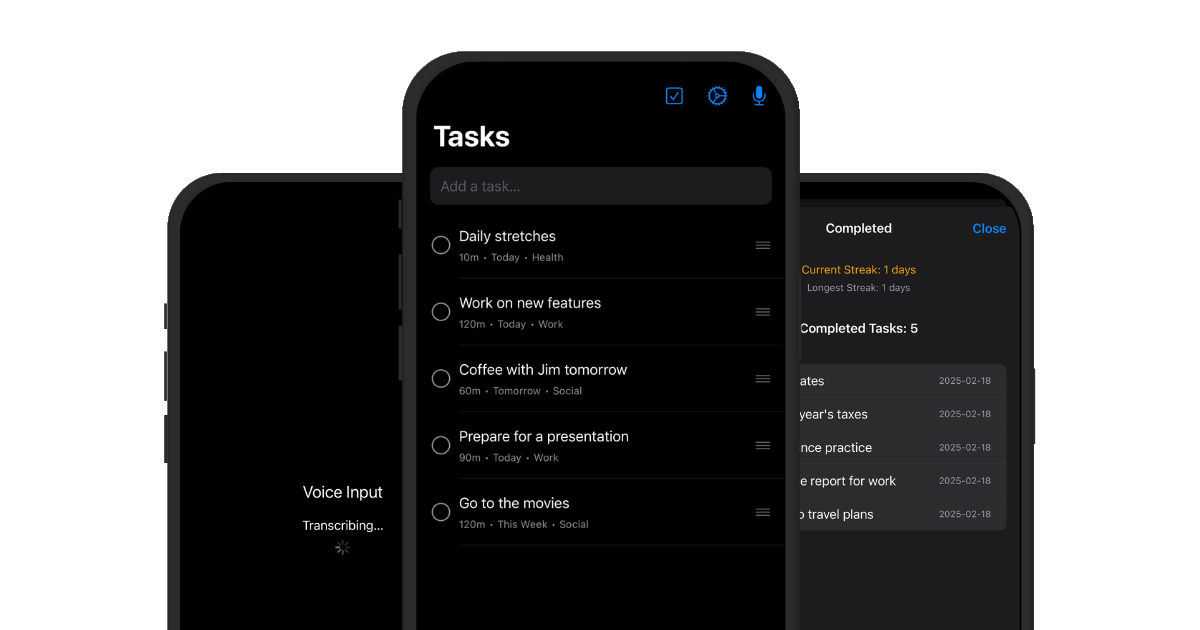 Voice Input
Transcribing...
Tasks
Add a task...
Daily stretches
10m • Today • Health
Work on new features
120m • Today • Work
Coffee with Jim tomorrow
60m • Tomorrow • Social
Prepare for a presentation
90m • Today • Work
Go to the movies
120m • This Week • Social
Completed Close
Current Streak: 1 days
Longest Streak: 1 days
Completed Tasks: 5
ates 2025-02-18
year's taxes 2025-02-18
nce practice 2025-02-18
e report for work 2025-02-18
travel plans 2025-02-18